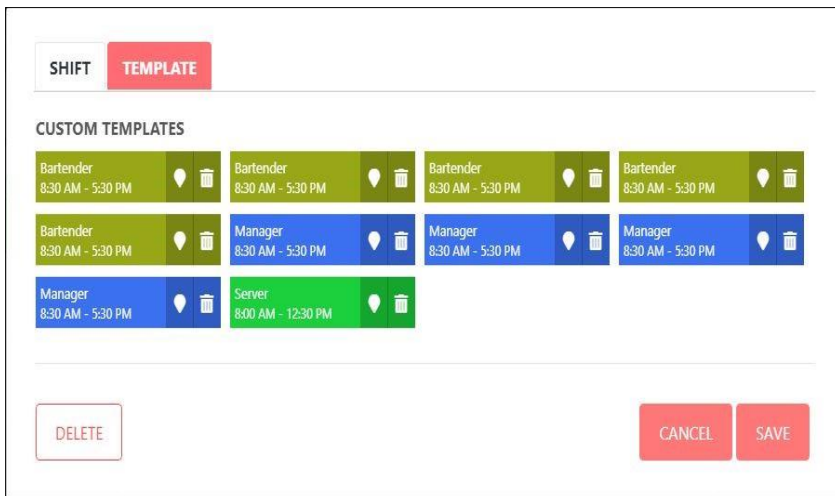 SHIFT TEMPLATE
CUSTOM TEMPLATES
Bartender
8:30 AM - 5:30 PM
Bartender
8:30 AM - 5:30 PM
Bartender
8:30 AM - 5:30 PM
Bartender
8:30 AM - 5:30 PM
Bartender
8:30 AM - 5:30 PM
Manager
8:30 AM - 5:30 PM
Manager
8:30 AM - 5:30 PM
Manager
8:30 AM - 5:30 PM
Manager
8:30 AM - 5:30 PM
Server
8:00 AM - 12:30 PM
DELETE CANCEL SAVE